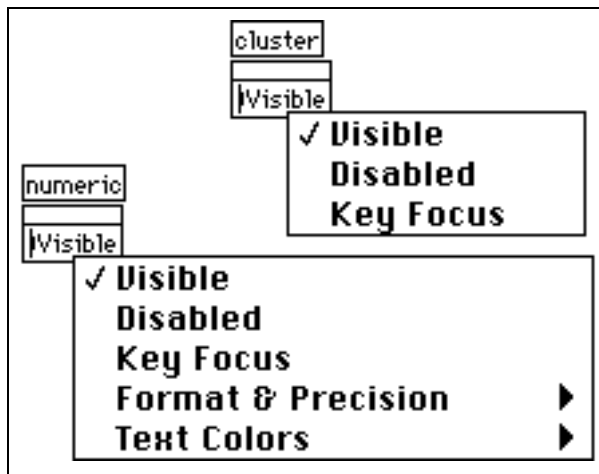 cluster
Visible
✓ Visible
Disabled
Key Focus
numeric
Visible
✓ Visible
Disabled
Key Focus
Format & Precision
Text Colors